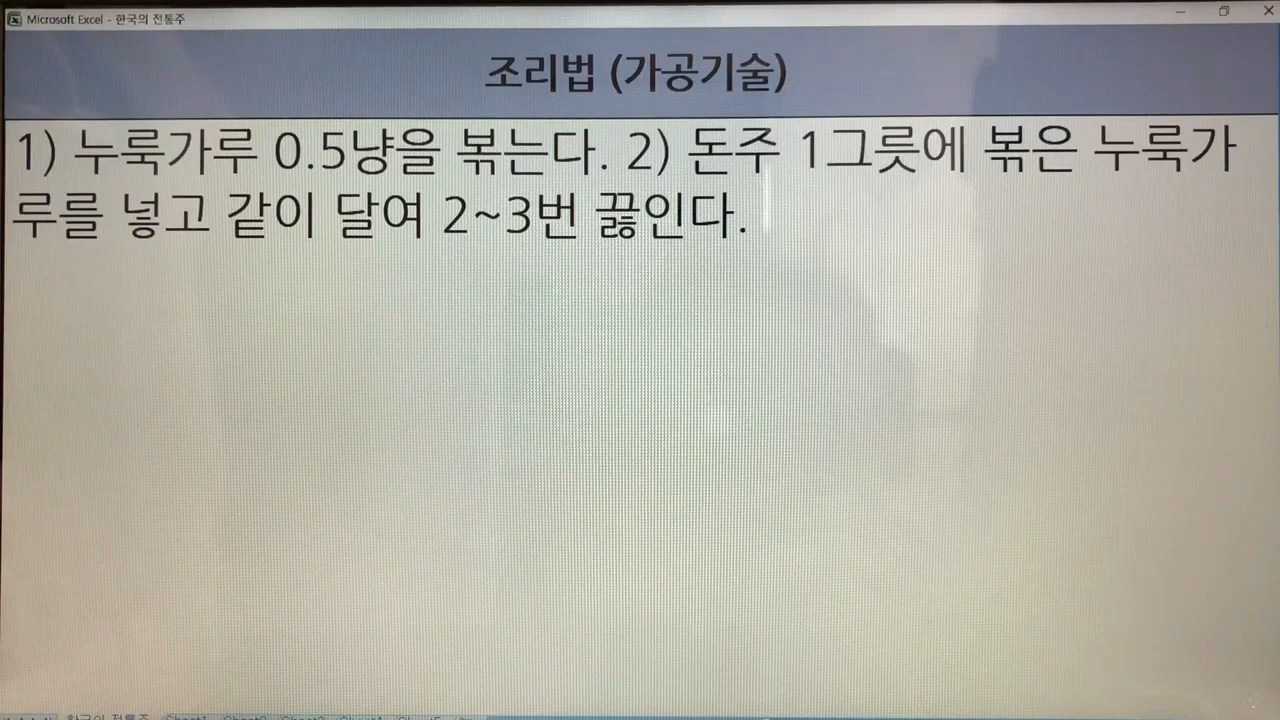 Microsoft Excel - 한국의 전통주
조리법 (가공기술)
1) 누룩가루 0.5냥을 볶는다. 2) 돈주 1그릇에 볶은 누룩가
루를 넣고 같이 달여 2~3번 끓인다.